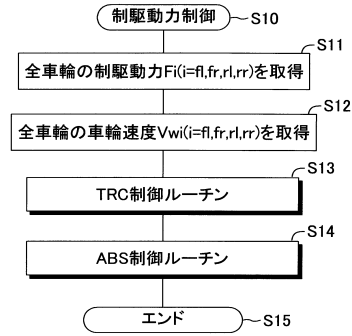 制駆動力制御
S10
S11
全車輪の制駆動力Fi(i=fl,fr,rl,rr)を取得
S12
全車輪の車輪速度Vwi(i=fl,fr,rl,rr)を取得
S13
TRC制御ルーチン
S14
ABS制御ルーチン
エンド
S15